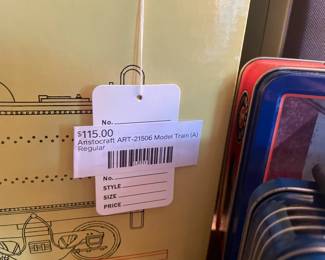 No.
$115.00
Aristocraft ART-21506 Model Train (A)
Regular
No.
STYLE
SIZE
PRICE